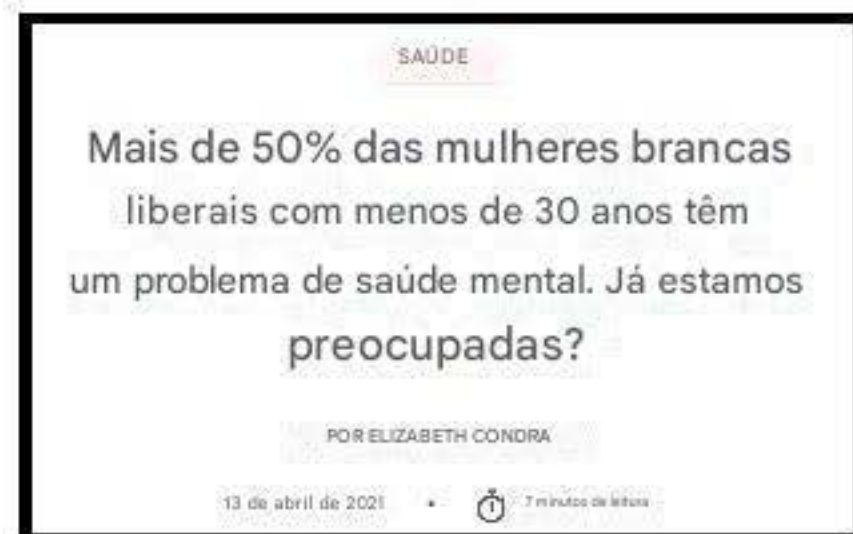 SAÚDE
Mais de 50% das mulheres brancas
liberais com menos de 30 anos têm
um problema de saúde mental. Já estamos
preocupadas?
POR ELIZABETH CONDRA
13 de abril de 2021 • 7 minutos de leitura